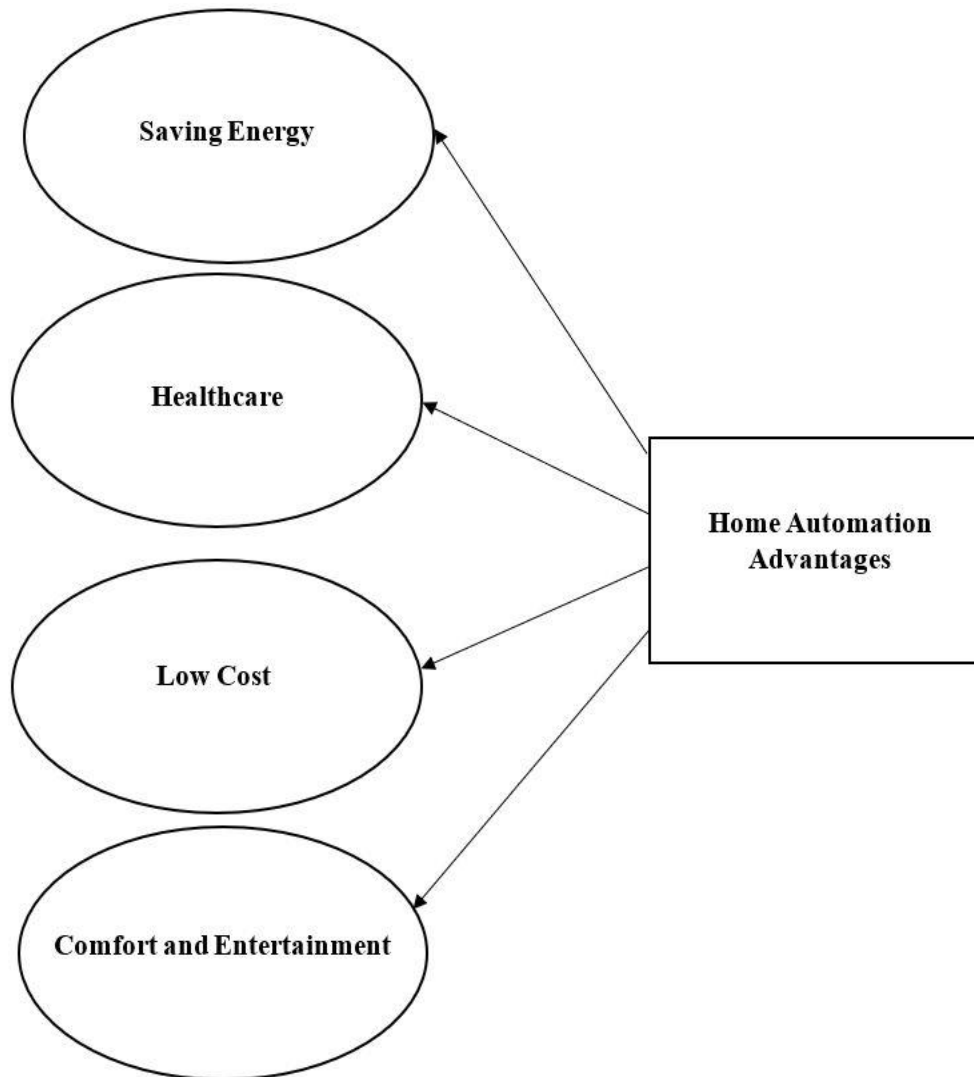 Saving Energy
Healthcare
Home Automation
Advantages
Low Cost
Comfort and Entertainment